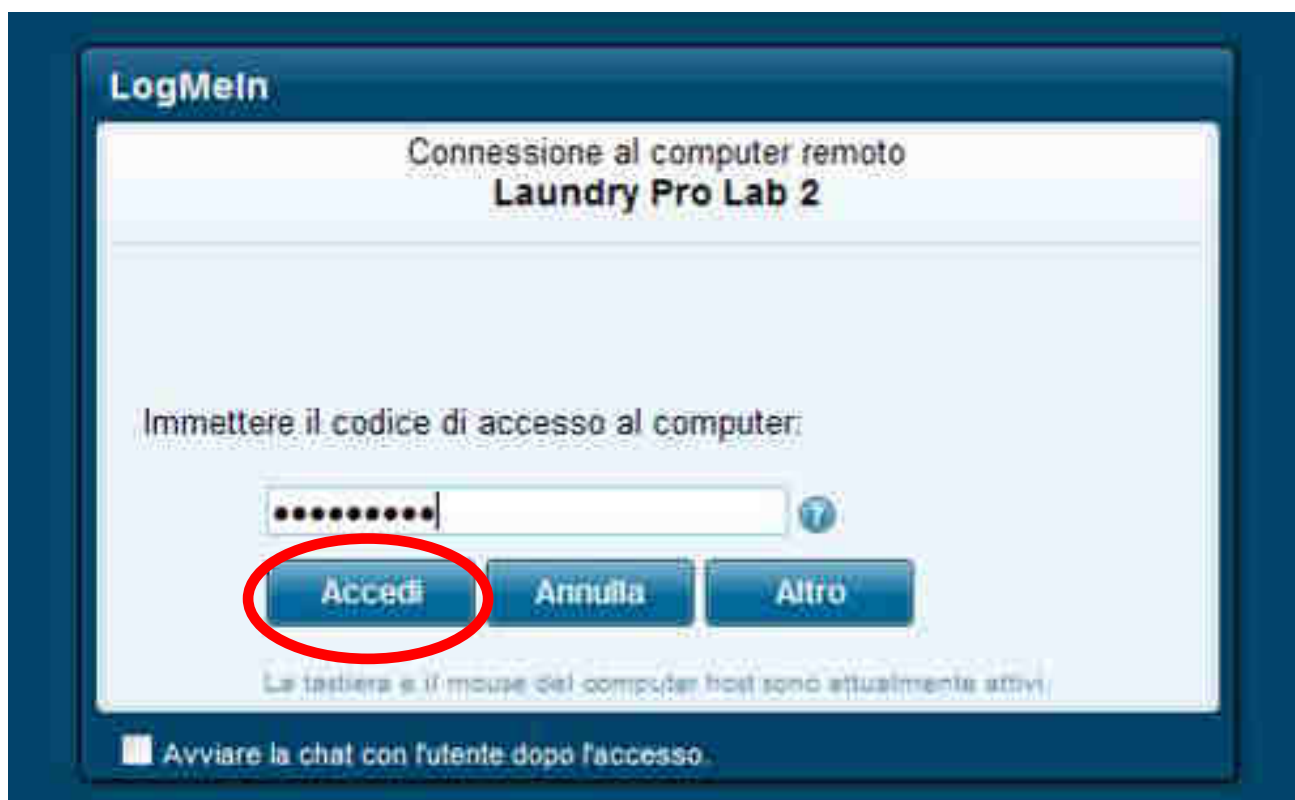 LogMeIn
Connessione al computer remoto
Laundry Pro Lab 2
Immettere il codice di accesso al computer:
•••••••••
?
Accedi Annulla Altro
La tastiera e il mouse del computer host sono attualmente attivi.
Avviare la chat con l'utente dopo l'accesso.